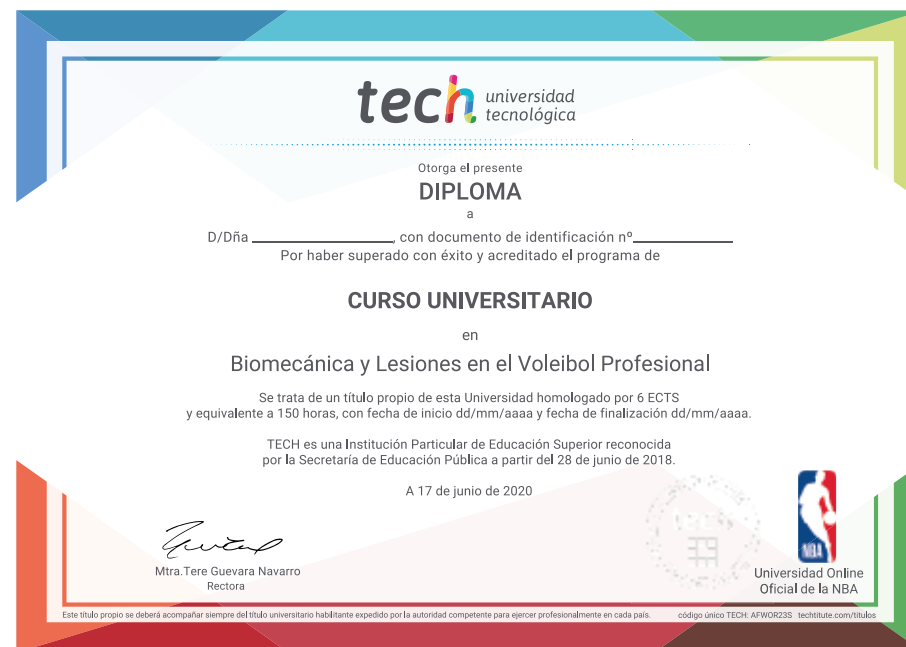 tech universidad
tecnológica
Otorga el presente
DIPLOMA
a
D/Dña ____________________, con documento de identificación nº______________
Por haber superado con éxito y acreditado el programa de
CURSO UNIVERSITARIO
en
Biomecánica y Lesiones en el Voleibol Profesional
Se trata de un título propio de esta Universidad homologado por 6 ECTS
y equivalente a 150 horas, con fecha de inicio dd/mm/aaaa y fecha de finalización dd/mm/aaaa.
TECH es una Institución Particular de Educación Superior reconocida
por la Secretaría de Educación Pública a partir del 28 de junio de 2018.
A 17 de junio de 2020
Mtra.Tere Guevara Navarro
Rectora
tech
NBA
Universidad Online
Oficial de la NBA
Este título propio se deberá acompañar siempre del título universitario habilitante expedido por la autoridad competente para ejercer profesionalmente en cada país.
código único TECH: AFWOR23S techtitute.com/titulos